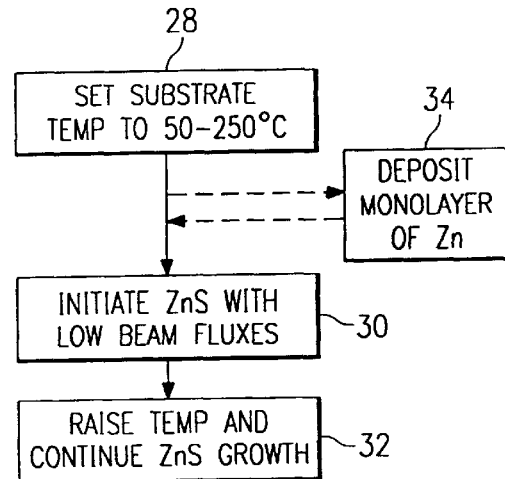 28
SET SUBSTRATE
TEMP TO 50-250°C
34
DEPOSIT
MONOLAYER
OF Zn
INITIATE ZnS WITH
LOW BEAM FLUXES
30
RAISE TEMP AND
CONTINUE ZnS GROWTH
32